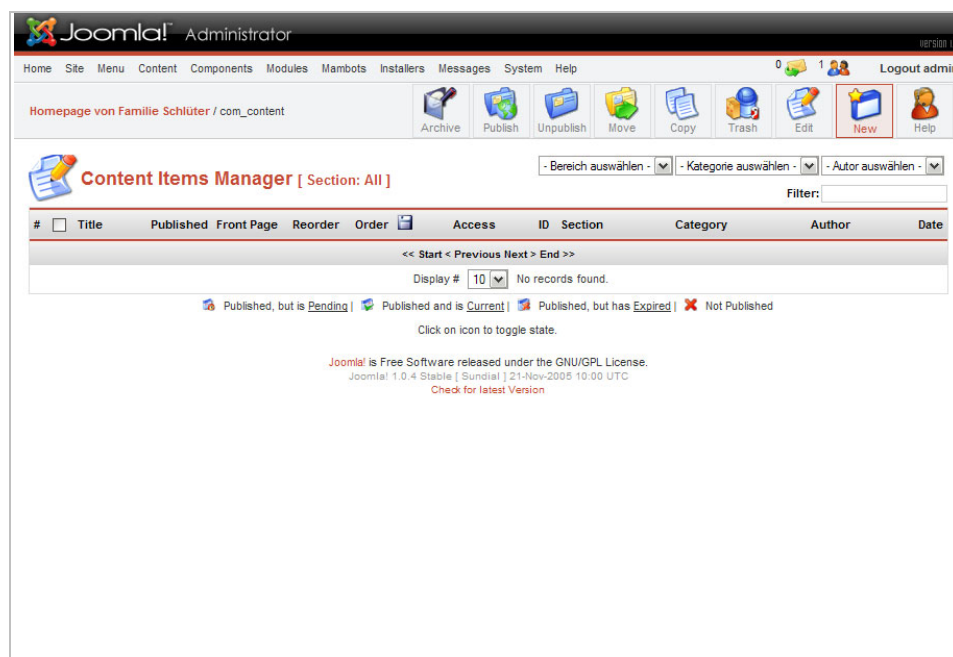 Joomla!™ Administrator
version
Home Site Menu Content Components Modules Mambots Installers Messages System Help 0 1 Logout admi
Homepage von Familie Schlüter / com_content
Archive Publish Unpublish Move Copy Trash Edit New Help
- Bereich auswählen - - Kategorie auswählen - - Autor auswählen -
Content Items Manager [ Section: All ]
Filter:
# Title Published Front Page Reorder Order Access ID Section Category Author Date
<< Start < Previous Next > End >>
Display # 10 No records found.
Published, but is Pending | Published and is Current | Published, but has Expired | Not Published
Click on icon to toggle state.
Joomla! is Free Software released under the GNU/GPL License.
Joomla! 1.0.4 Stable [ Sundial ] 21-Nov-2005 10:00 UTC
Check for latest Version